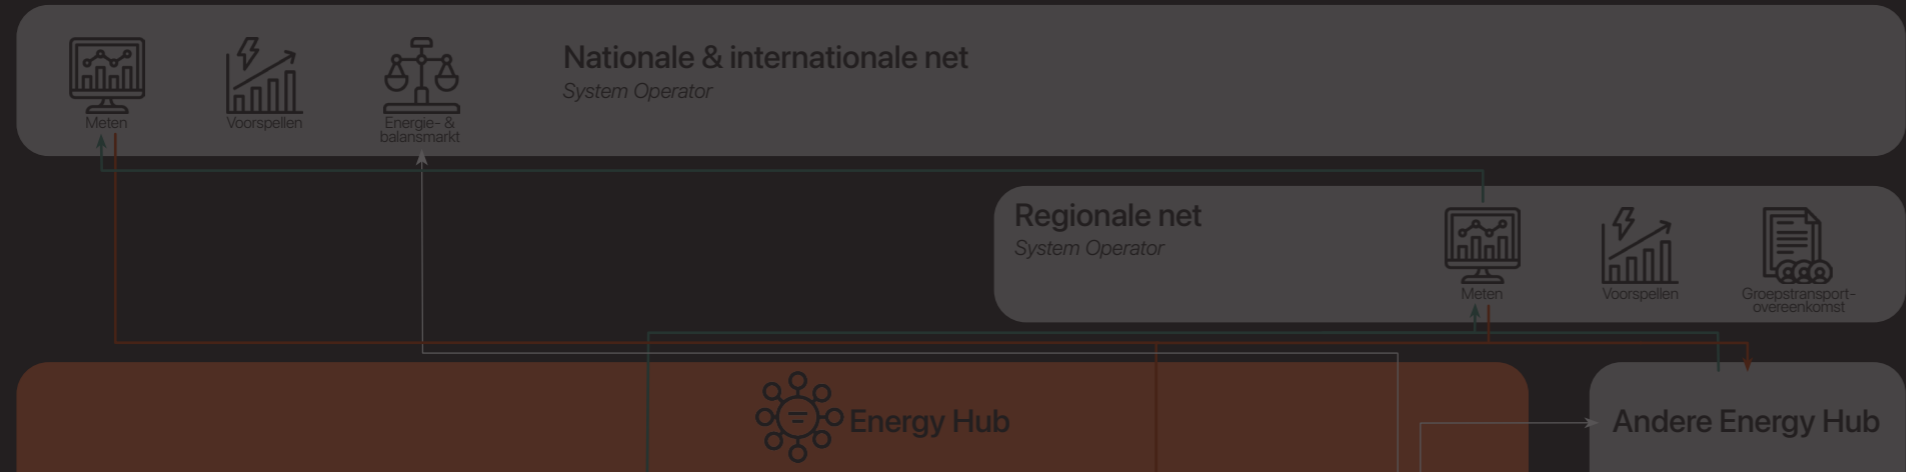 Nationale & internationale net
System Operator
Meten
Voorspellen
Energie- &
balansmarkt
Regionale net
System Operator
Meten
Voorspellen
Groepstransport-
overeenkomst
Energy Hub
Andere Energy Hub